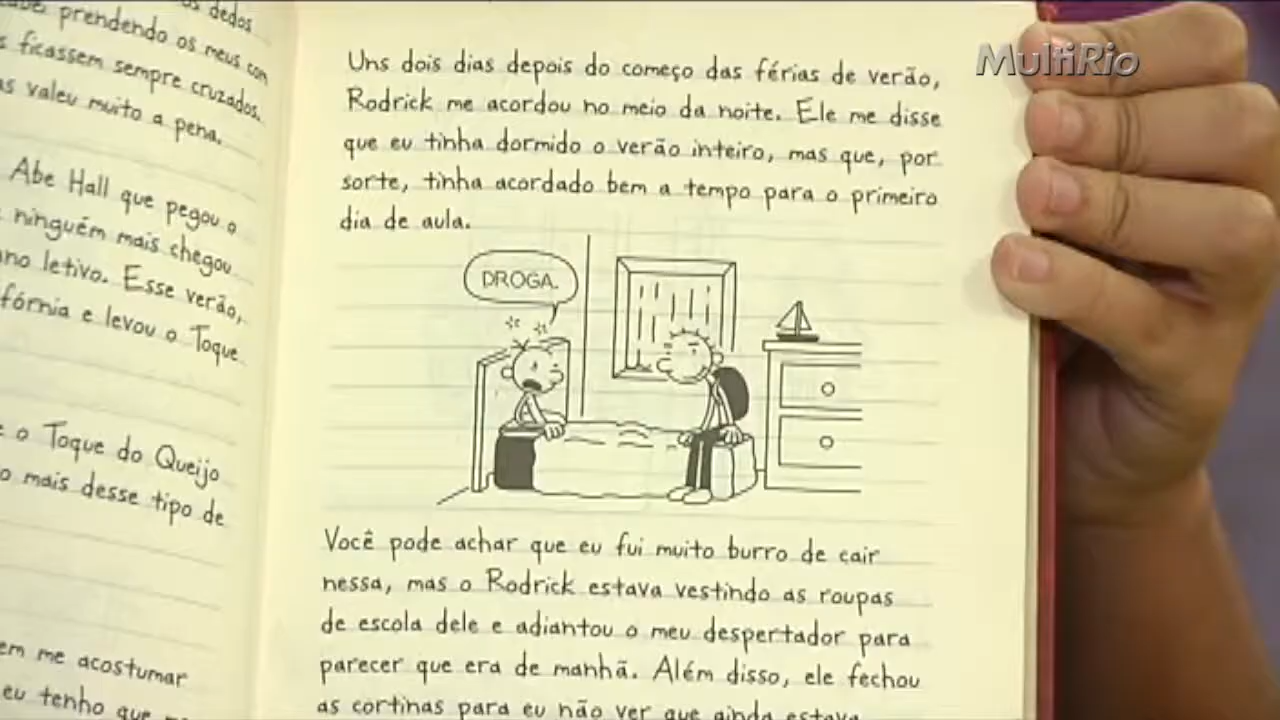 dedos
prendendo os meus com
ficassem sempre cruzados.
valeu muito a pena.
Abe Hall que pegou o
ninguém mais chegou
letivo. Esse verão,
e levou o Toque
o Toque do Queijo
mais desse tipo de
me acostumar
eu tenho que
MultiRio
Uns dois dias depois do começo das férias de verão,
Rodrick me acordou no meio da noite. Ele me disse
que eu tinha dormido o verão inteiro, mas que, por
sorte, tinha acordado bem a tempo para o primeiro
dia de aula.
DROGA.
Você pode achar que eu fui muito burro de cair
nessa, mas o Rodrick estava vestindo as roupas
de escola dele e adiantou o meu despertador para
parecer que era de manhã. Além disso, ele fechou
as cortinas para eu não ver que ainda estava